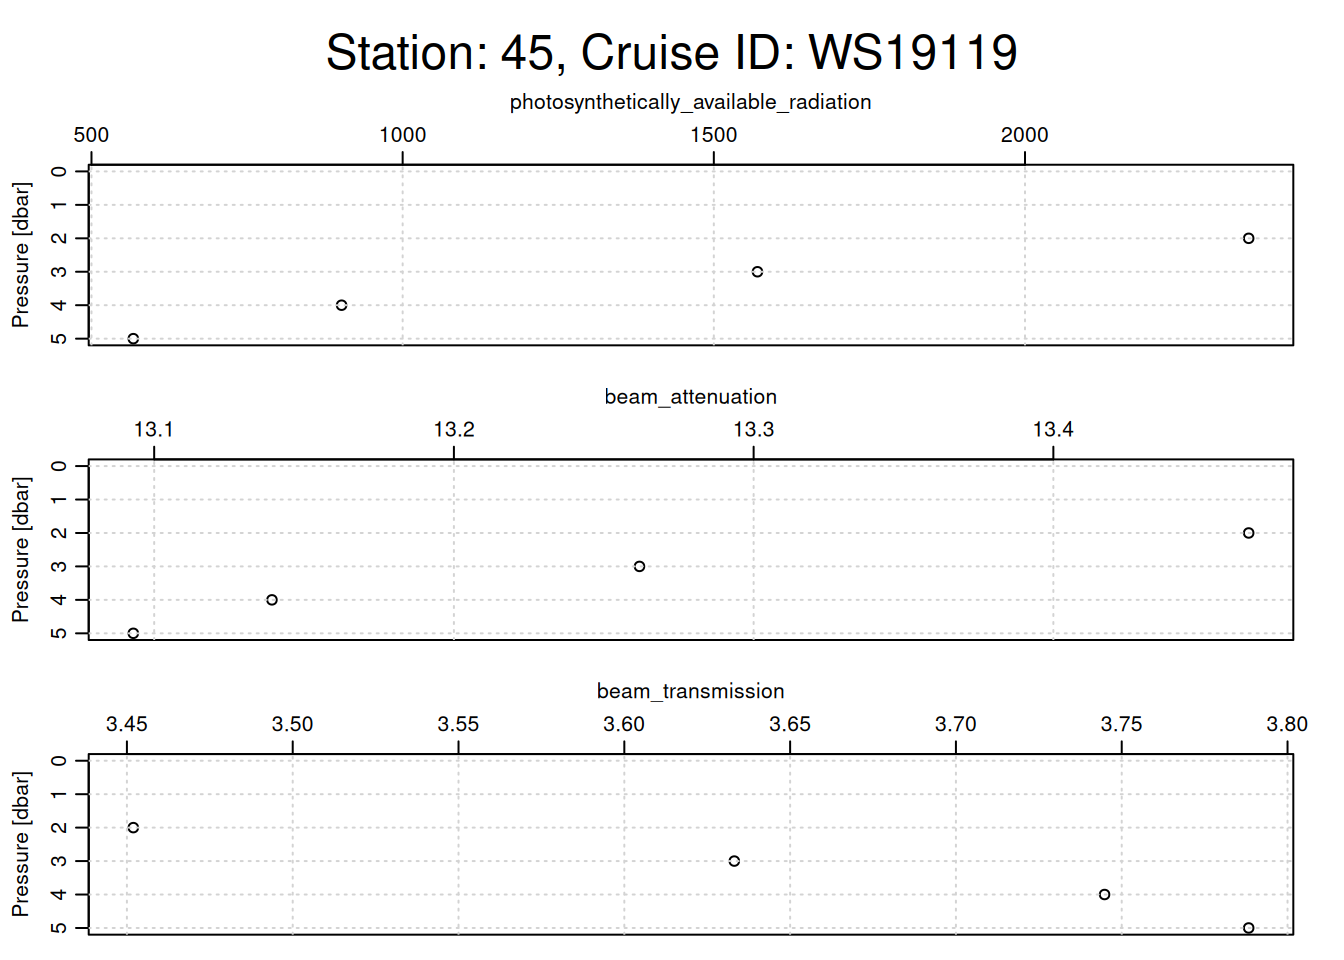 Station: 45, Cruise ID: WS19119
photosynthetically_available_radiation
500 1000 1500 2000
Pressure [dbar]
0
1
2
3
4
5
beam_attenuation
13.1 13.2 13.3 13.4
Pressure [dbar]
0
1
2
3
4
5
beam_transmission
3.45 3.50 3.55 3.60 3.65 3.70 3.75 3.80
Pressure [dbar]
0
1
2
3
4
5